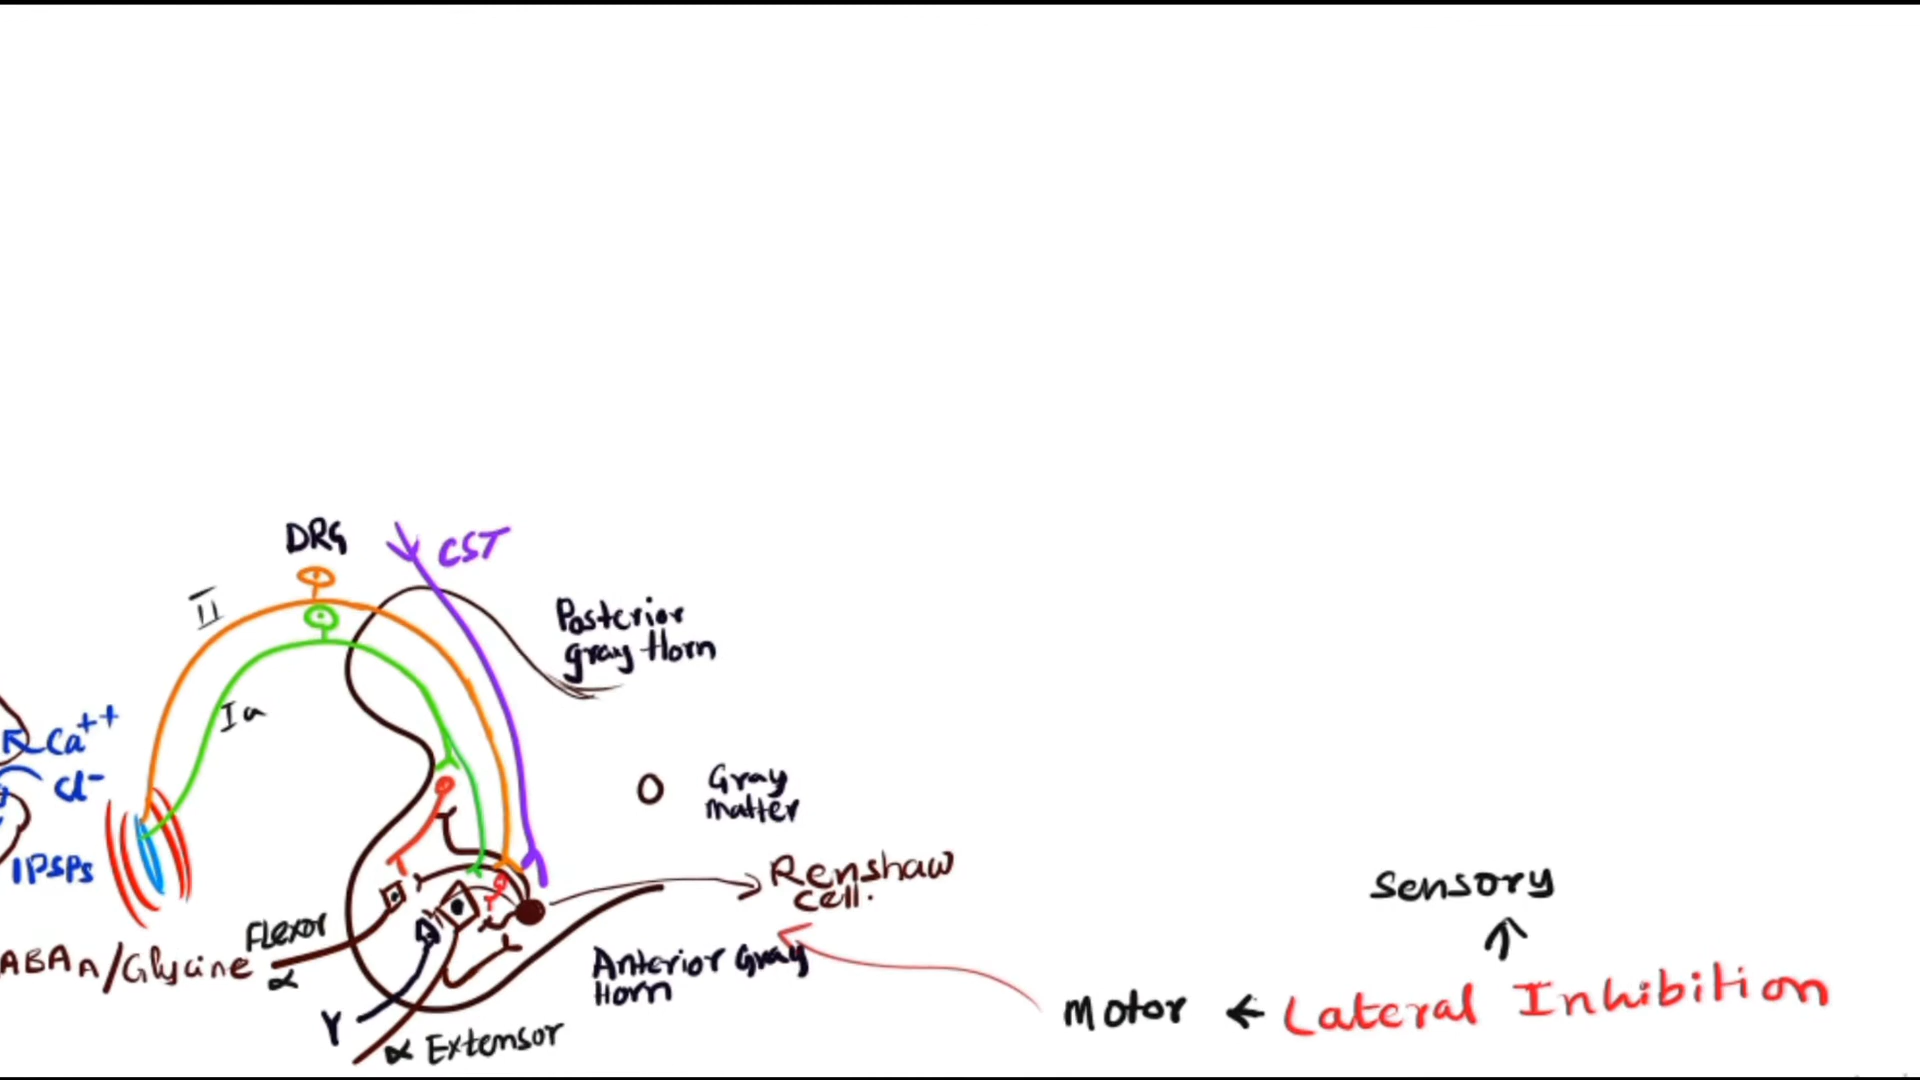 DRG
CST
II
Posterior
gray Horn
Ia
Ca++
Cl-
Gray
matter
IPSPs
Renshaw
cell.
Sensory
Flexor
ABA A/Glycine
α
Anterior Gray
Horn
γ
α Extensor
Motor ← Lateral Inhibition